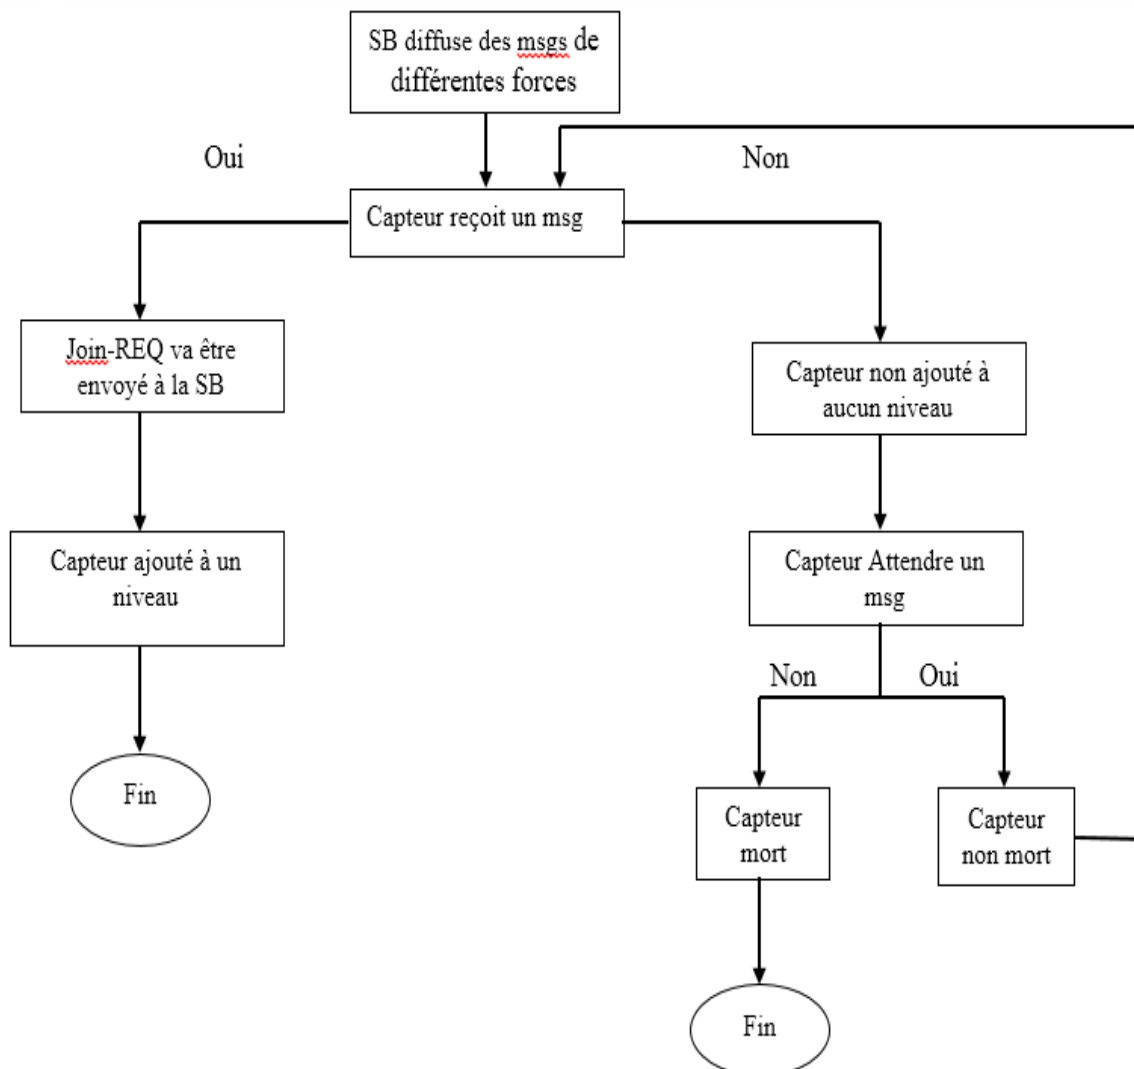 SB diffuse des msgs de
différentes forces
Oui
Non
Capteur reçoit un msg
Join-REQ va être
envoyé à la SB
Capteur non ajouté à
aucun niveau
Capteur ajouté à un
niveau
Capteur Attendre un
msg
Non
Oui
Fin
Capteur
mort
Capteur
non mort
Fin